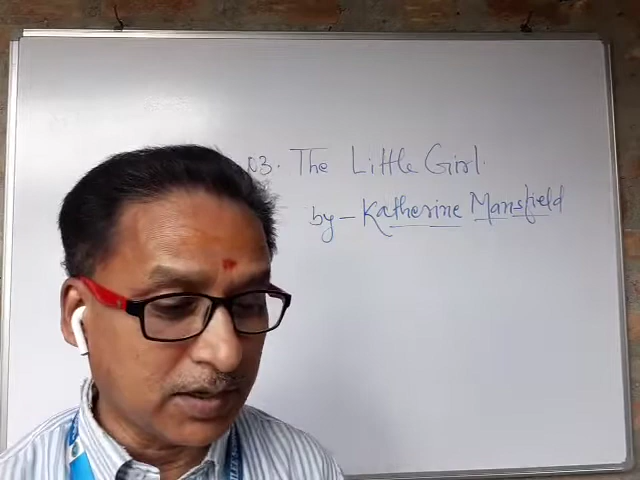 03. The Little Girl.
by - Katherine Mansfield